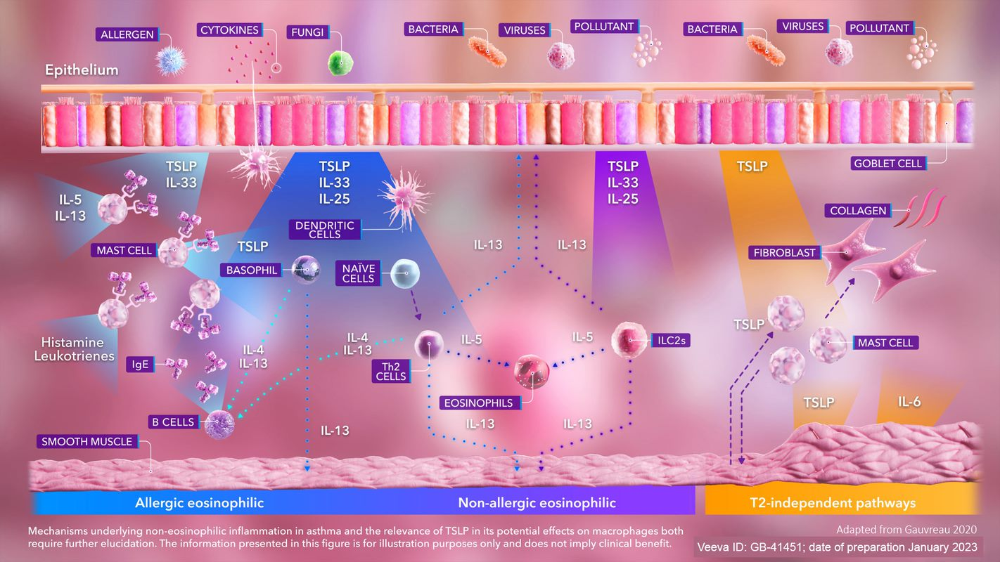 ALLERGEN
CYTOKINES
FUNGI
BACTERIA
VIRUSES
POLLUTANT
BACTERIA
VIRUSES
POLLUTANT
Epithelium
TSLP
IL-33
TSLP
IL-33
IL-25
TSLP
IL-33
IL-25
TSLP
GOBLET CELL
IL-5
IL-13
COLLAGEN
DENDRITIC
CELLS
MAST CELL
TSLP
IL-13
IL-13
FIBROBLAST
BASOPHIL
NAÏVE
CELLS
TSLP
Histamine
Leukotrienes
IL-4
IL-13
IL-4
IL-13
IL-5
IL-5
ILC2s
MAST CELL
IgE
Th2
CELLS
EOSINOPHILS
TSLP
IL-6
B CELLS
IL-13
IL-13
IL-13
SMOOTH MUSCLE
Allergic eosinophilic
Non-allergic eosinophilic
T2-independent pathways
Mechanisms underlying non-eosinophilic inflammation in asthma and the relevance of TSLP in its potential effects on macrophages both
require further elucidation. The information presented in this figure is for illustration purposes only and does not imply clinical benefit.
Adapted from Gauvreau 2020
Veeva ID: GB-41451; date of preparation January 2023